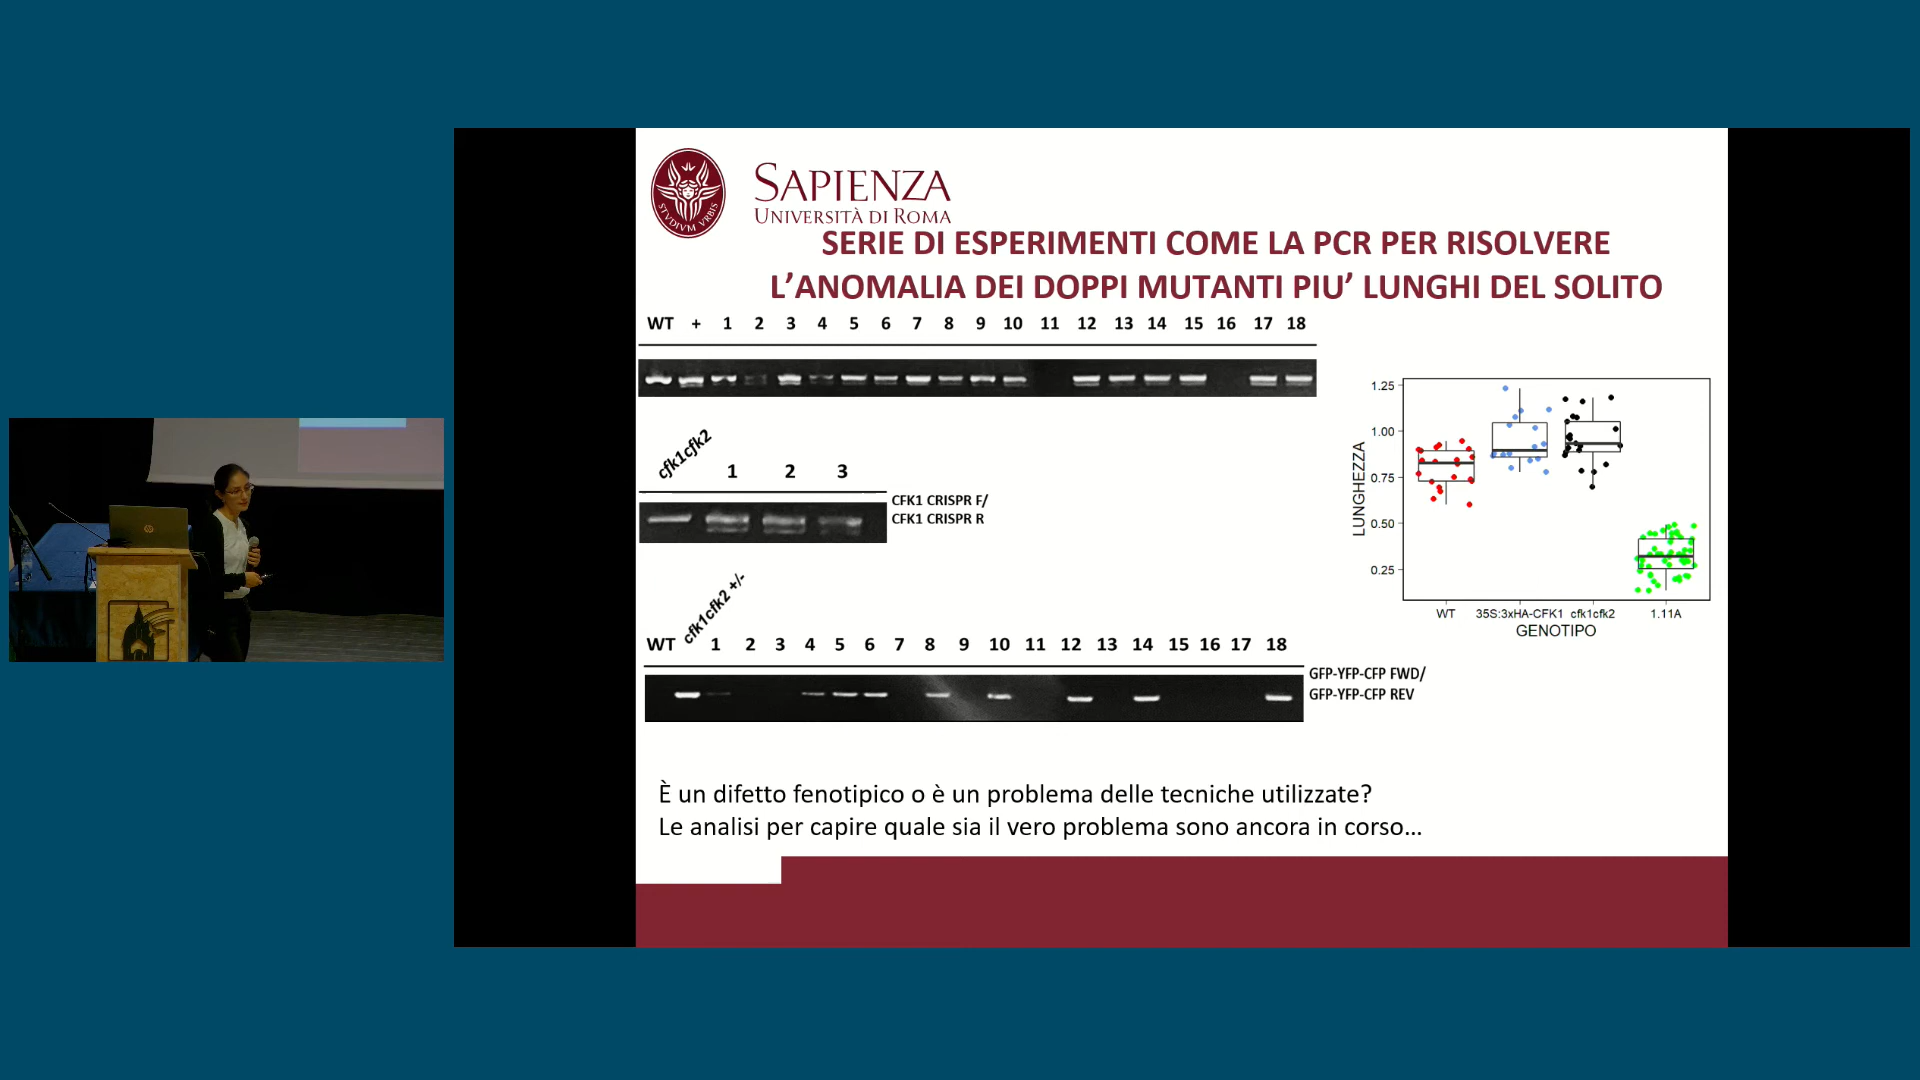 STVDIVM VRBIS
SAPIENZA
UNIVERSITÀ DI ROMA
SERIE DI ESPERIMENTI COME LA PCR PER RISOLVERE
L’ANOMALIA DEI DOPPI MUTANTI PIU’ LUNGHI DEL SOLITO
WT + 1 2 3 4 5 6 7 8 9 10 11 12 13 14 15 16 17 18
cfk1cfk2 1 2 3
CFK1 CRISPR F/
CFK1 CRISPR R
WT cfk1cfk2 +/- 1 2 3 4 5 6 7 8 9 10 11 12 13 14 15 16 17 18
GFP-YFP-CFP FWD/
GFP-YFP-CFP REV
LUNGHEZZA
1.25
1.00
0.75
0.50
0.25
WT 35S:3xHA-CFK1 cfk1cfk2 1.11A
GENOTIPO
È un difetto fenotipico o è un problema delle tecniche utilizzate?
Le analisi per capire quale sia il vero problema sono ancora in corso...